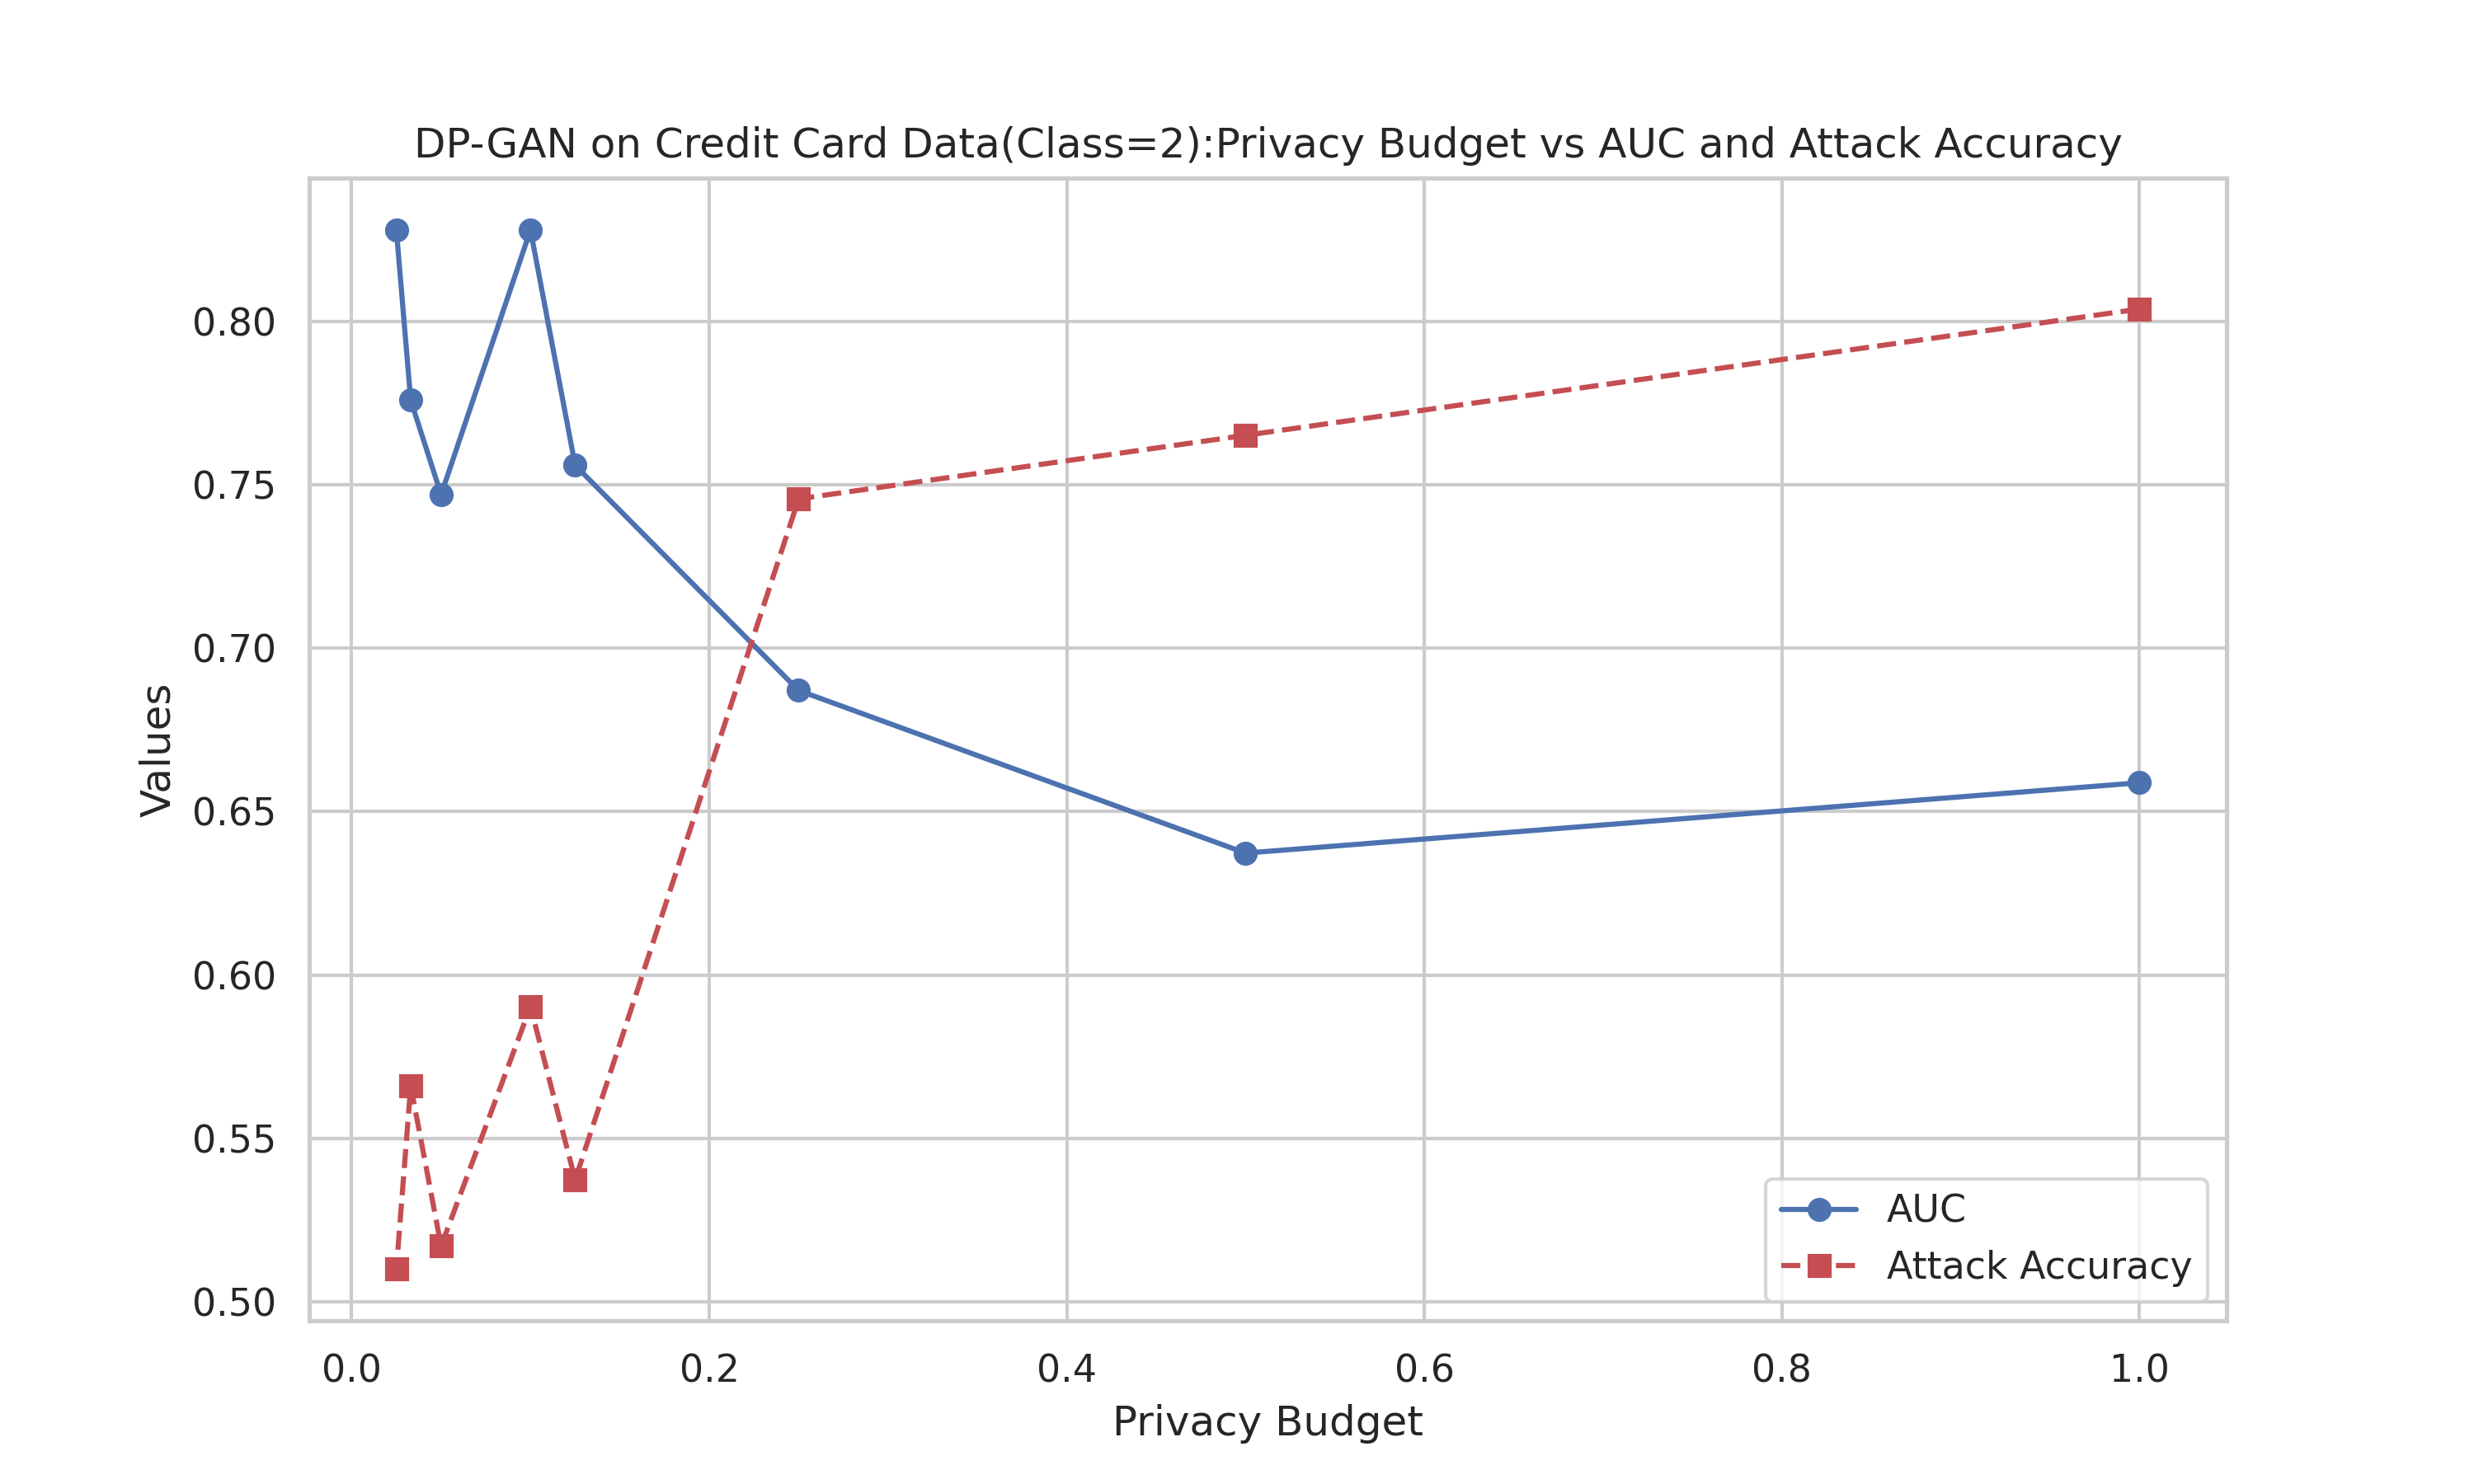 DP-GAN on Credit Card Data(Class=2):Privacy Budget vs AUC and Attack Accuracy
0.80
0.75
0.70
0.65
0.60
0.55
0.50
Values
0.0 0.2 0.4 0.6 0.8 1.0
Privacy Budget
AUC
Attack Accuracy